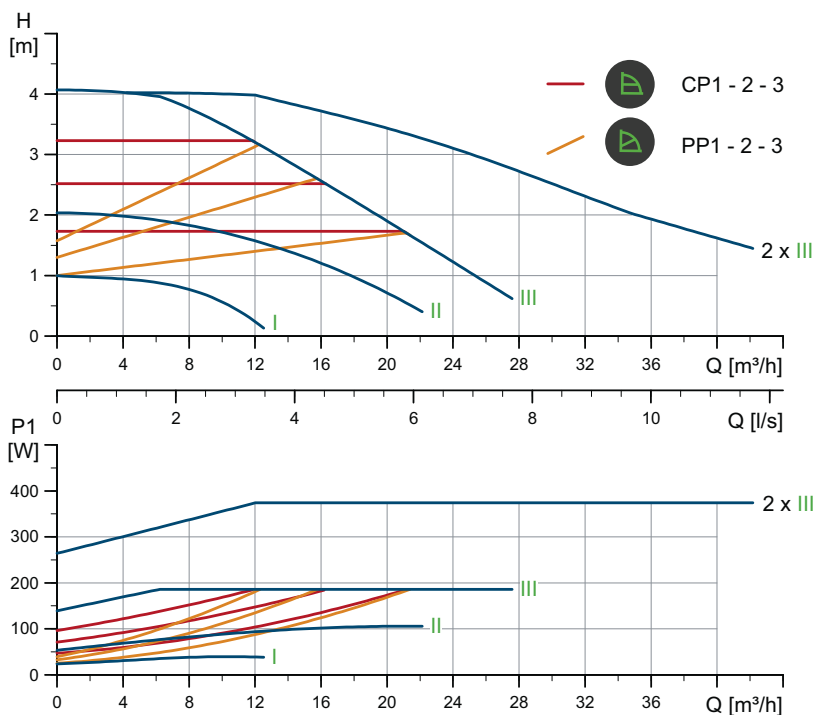 H
[m]
4
3
2
1
0
CP1 - 2 - 3
PP1 - 2 - 3
2 x III
III
II
I
0 4 8 12 16 20 24 28 32 36 Q [m³/h]
0 2 4 6 8 10 Q [l/s]
P1
[W]
400
300
200
100
0
2 x III
III
II
I
0 4 8 12 16 20 24 28 32 36 Q [m³/h]